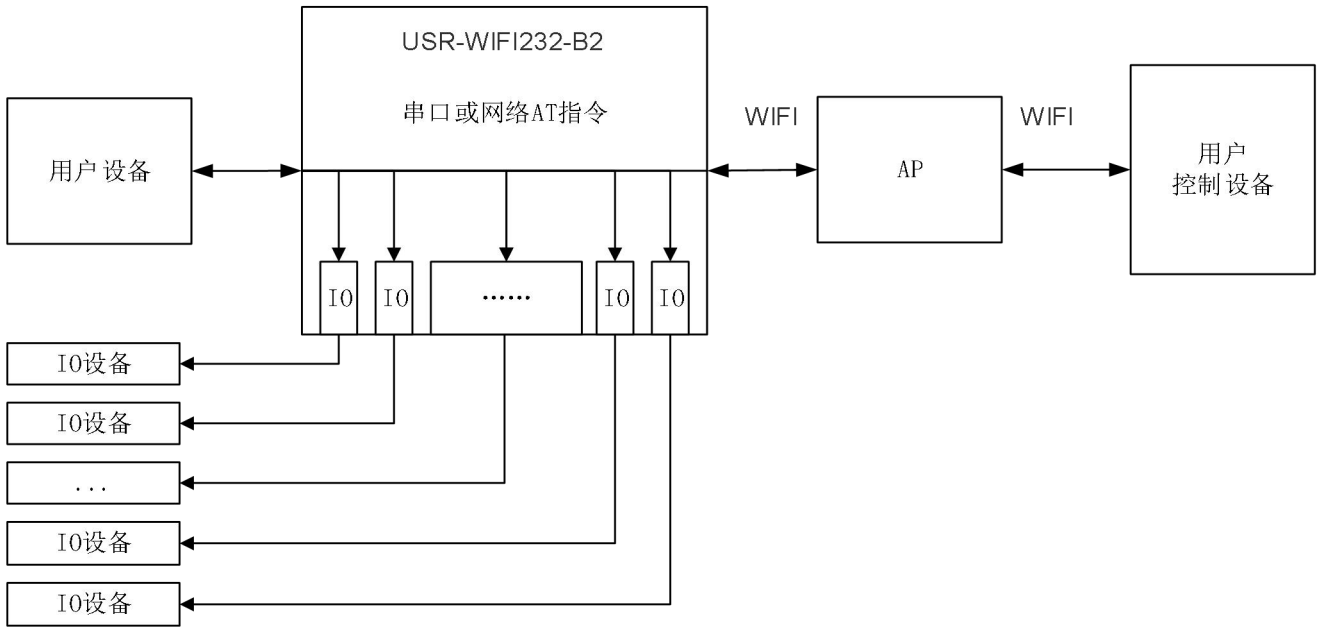 USR-WIFI232-B2
串口或网络AT指令
用户设备
WIFI
AP
WIFI
用户
控制设备
IO
IO
……
IO
IO
IO设备
IO设备
...
IO设备
IO设备